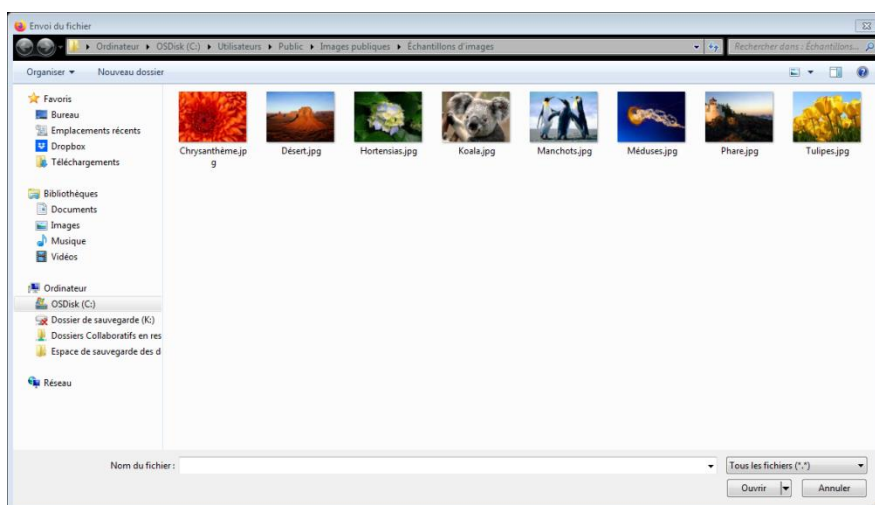 Envoi du fichier
Ordinateur OSDisk (C:) Utilisateurs Public Images publiques Échantillons d'images
Rechercher dans : Échantillons...
Organiser Nouveau dossier
Favoris
Bureau
Emplacements récents
Dropbox
Téléchargements
Bibliothèques
Documents
Images
Musique
Vidéos
Ordinateur
OSDisk (C:)
Dossier de sauvegarde (K:)
Dossiers Collaboratifs en res
Espace de sauvegarde des d
Réseau
Chrysanthème.jp
g
Désert.jpg
Hortensias.jpg
Koala.jpg
Manchots.jpg
Méduses.jpg
Phare.jpg
Tulipes.jpg
Nom du fichier :
Tous les fichiers (*.*)
Ouvrir Annuler